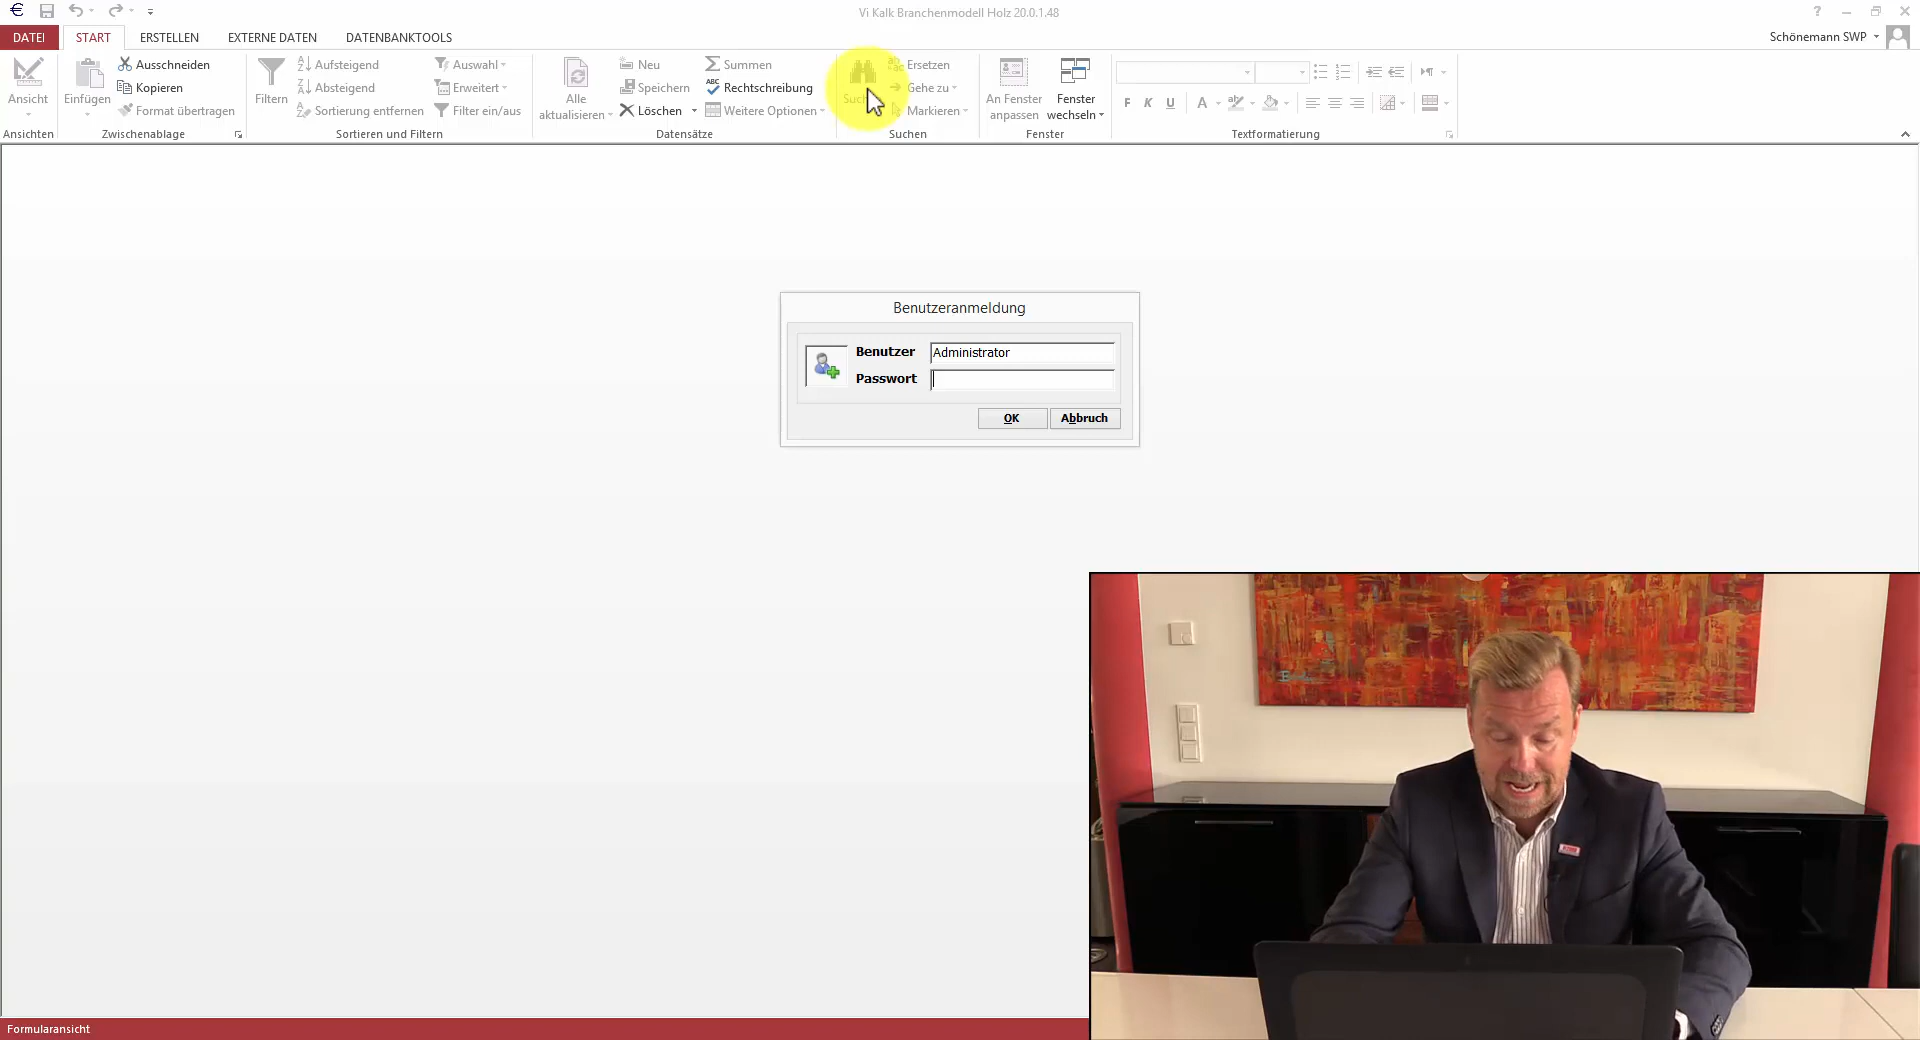 Vi Kalk Branchenmodell Holz 20.0.1.48
DATEI
START
ERSTELLEN
EXTERNE DATEN
DATENBANKTOOLS
Schönemann SWP
Ansicht
Ansichten
Einfügen
Ausschneiden
Kopieren
Format übertragen
Zwischenablage
Filtern
Aufsteigend
Absteigend
Sortierung entfernen
Auswahl
Erweitert
Filter ein/aus
Sortieren und Filtern
Alle
aktualisieren
Neu
Speichern
Löschen
Summen
Rechtschreibung
Weitere Optionen
Datensätze
Ersetzen
Gehe zu
Markieren
Suchen
An Fenster
anpassen
Fenster
wechseln
Fenster
F K U
A
Textformatierung
Benutzeranmeldung
Benutzer
Administrator
Passwort
OK
Abbruch
Formularansicht